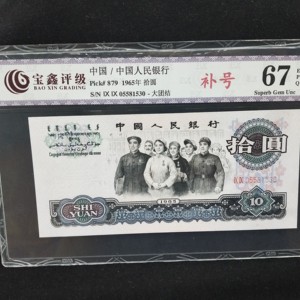 宝鑫评级
BAO XIN GRADING
中国 / 中国人民银行
Pick# 879 1965年 拾圆
S/N IX IX 05581530 - 大团结
补号
67
Superb Gem Unc
中国人民银行
拾圆
1965
SHI
YUAN
10